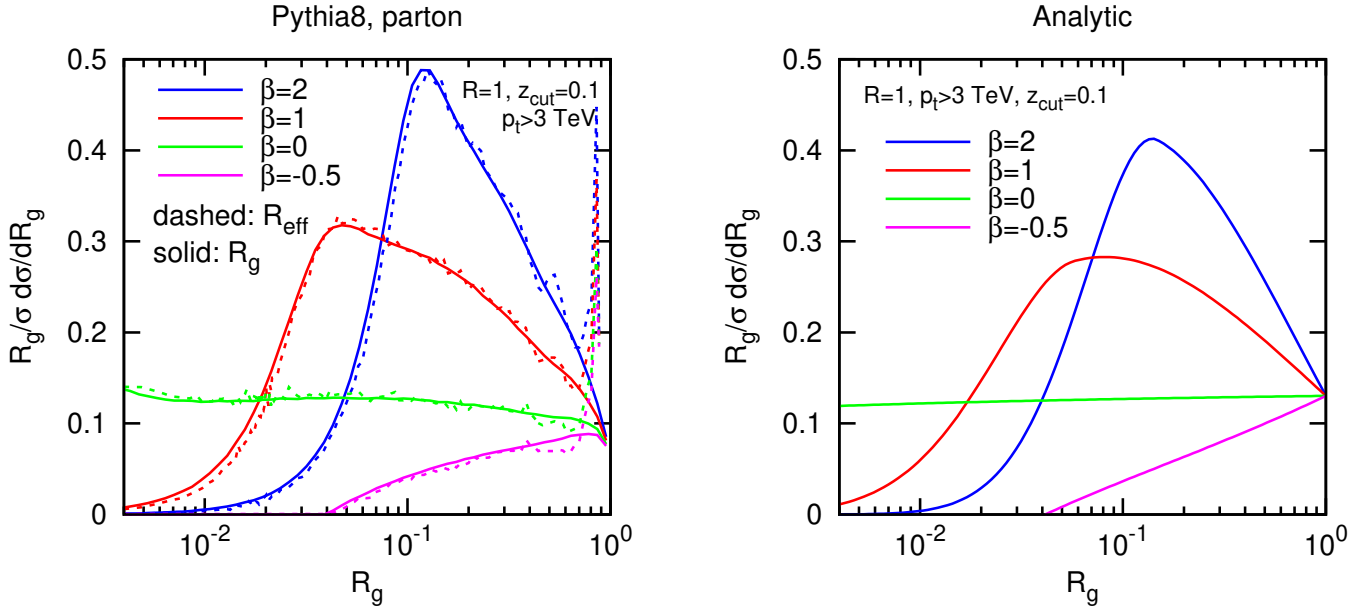 Pythia8, parton
R_g/σ dσ/dR_g
0.5
0.4
0.3
0.2
0.1
0
β=2
β=1
β=0
β=-0.5
dashed: R_eff
solid: R_g
R=1, z_cut=0.1
p_t>3 TeV
10^-2
10^-1
10^0
R_g
Analytic
R_g/σ dσ/dR_g
0.5
0.4
0.3
0.2
0.1
0
R=1, p_t>3 TeV, z_cut=0.1
β=2
β=1
β=0
β=-0.5
10^-2
10^-1
10^0
R_g